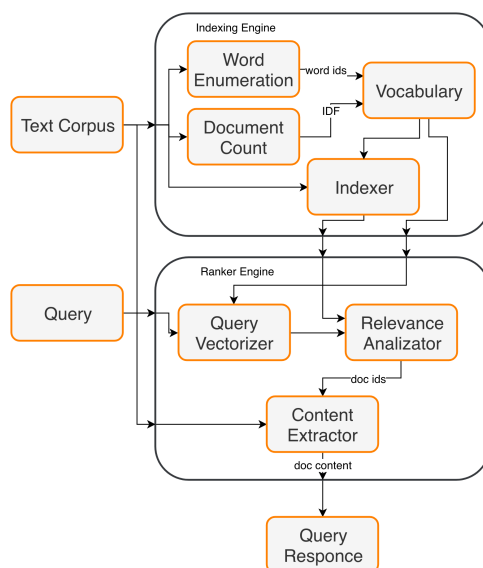 Indexing Engine
Word
Enumeration
word ids
Vocabulary
Text Corpus
Document
Count
IDF
Indexer
Ranker Engine
Query
Query
Vectorizer
Relevance
Analizator
doc ids
Content
Extractor
doc content
Query
Responce